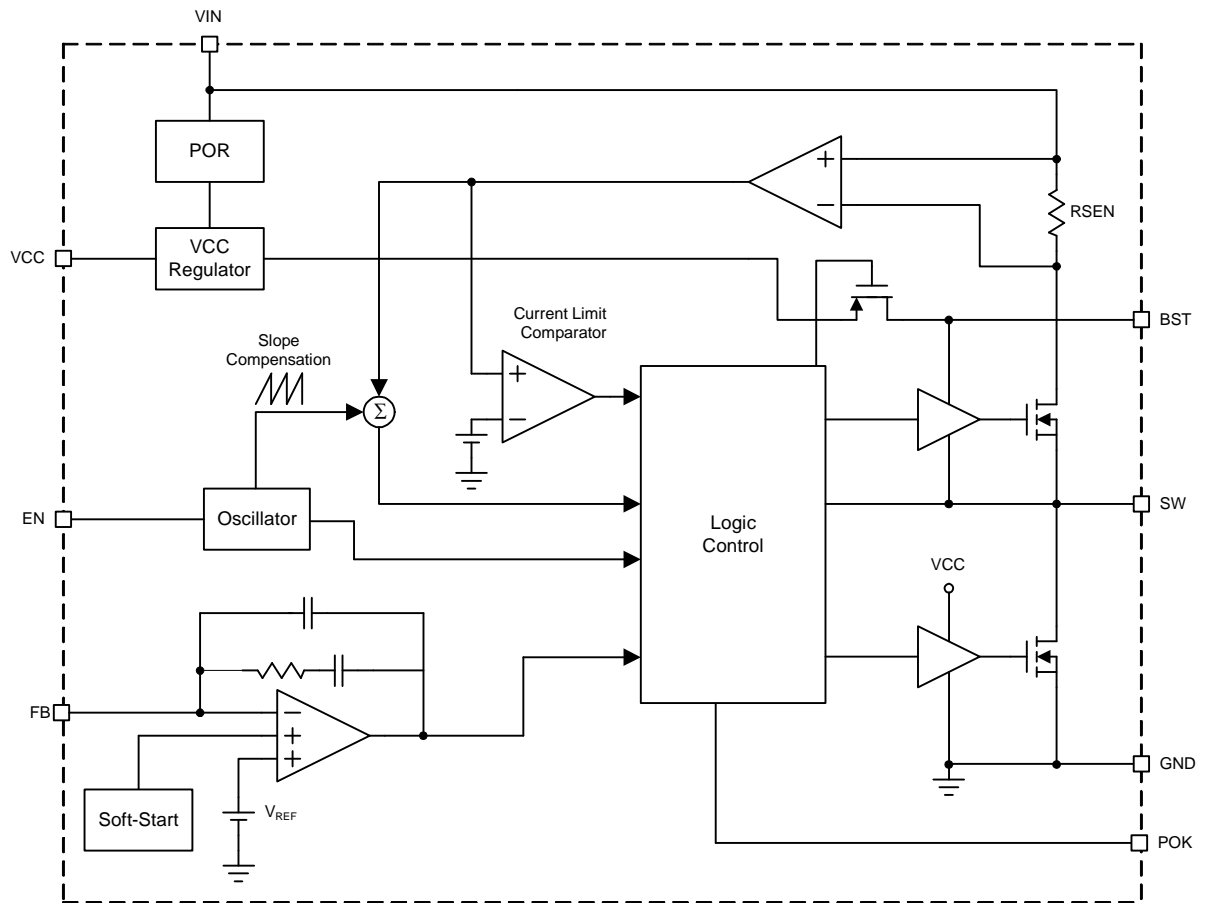 VIN
POR
+
−
RSEN
VCC
VCC
Regulator
BST
Current Limit
Comparator
Slope
Compensation
+
−
Σ
EN
Oscillator
Logic
Control
SW
VCC
FB
−
+
+
GND
Soft-Start
VREF
POK